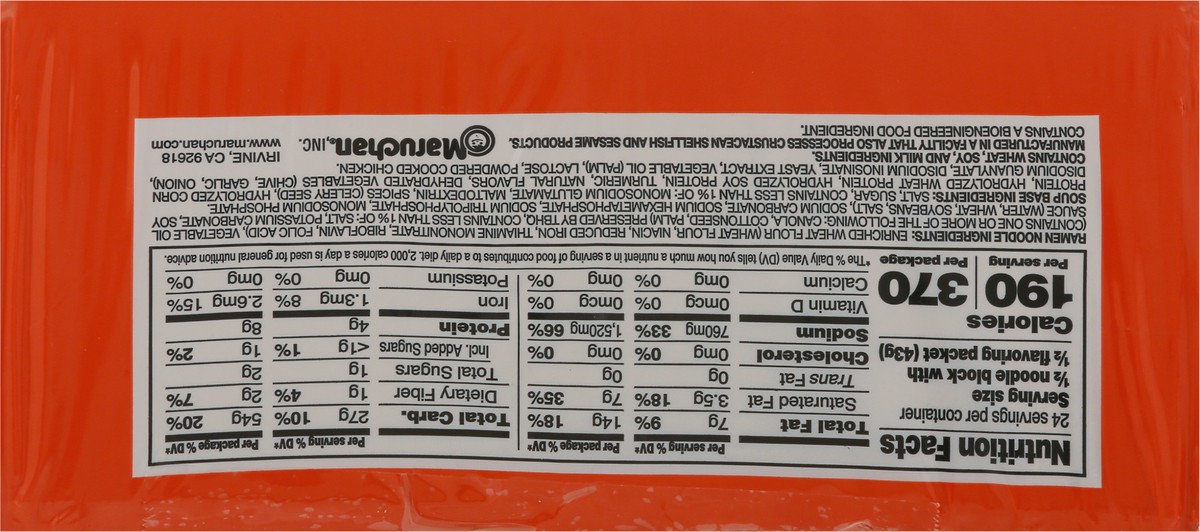 Nutrition Facts
24 servings per container
Serving size
½ noodle block with
½ flavoring packet (43g)
Calories
190 370
Per serving Per package
Per serving % DV* Per package % DV*
Total Fat 7g 9% 14g 18%
Saturated Fat 3.5g 18% 7g 35%
Trans Fat 0g 0g
Cholesterol 0mg 0% 0mg 0%
Sodium 760mg 33% 1,520mg 66%
Vitamin D 0mcg 0% 0mcg 0%
Calcium 0mg 0% 0mg 0%
Per serving % DV* Per package % DV*
Total Carb. 27g 10% 54g 20%
Dietary Fiber 1g 4% 2g 7%
Total Sugars 1g 2g
Incl. Added Sugars <1g 1% 1g 2%
Protein 4g 8g
Iron 1.3mg 8% 2.6mg 15%
Potassium 0mg 0% 0mg 0%
*The % Daily Value (DV) tells you how much a nutrient in a serving of food contributes to a daily diet. 2,000 calories a day is used for general nutrition advice.
RAMEN NOODLE INGREDIENTS: ENRICHED WHEAT FLOUR (WHEAT FLOUR, NIACIN, REDUCED IRON, THIAMINE MONONITRATE, RIBOFLAVIN, FOLIC ACID), VEGETABLE OIL
(CONTAINS ONE OR MORE OF THE FOLLOWING: CANOLA, COTTONSEED, PALM) PRESERVED BY TBHQ, CONTAINS LESS THAN 1% OF: SALT, POTASSIUM CARBONATE, SOY
SAUCE (WATER, WHEAT, SOYBEANS, SALT), SODIUM CARBONATE, SODIUM HEXAMETAPHOSPHATE, SODIUM TRIPOLYPHOSPHATE, MONOSODIUM PHOSPHATE.
SOUP BASE INGREDIENTS: SALT, SUGAR, CONTAINS LESS THAN 1% OF: MONOSODIUM GLUTAMATE, MALTODEXTRIN, SPICES (CELERY SEED), HYDROLYZED CORN
PROTEIN, HYDROLYZED WHEAT PROTEIN, HYDROLYZED SOY PROTEIN, TURMERIC, NATURAL FLAVORS, DEHYDRATED VEGETABLES (CHIVE, GARLIC, ONION),
DISODIUM GUANYLATE, DISODIUM INOSINATE, YEAST EXTRACT, VEGETABLE OIL (PALM), LACTOSE, POWDERED COOKED CHICKEN.
CONTAINS WHEAT, SOY, AND MILK INGREDIENTS.
MANUFACTURED IN A FACILITY THAT ALSO PROCESSES CRUSTACEAN SHELLFISH AND SESAME PRODUCTS.
CONTAINS A BIOENGINEERED FOOD INGREDIENT.
Maruchan®, INC.
IRVINE, CA 92618
www.maruchan.com